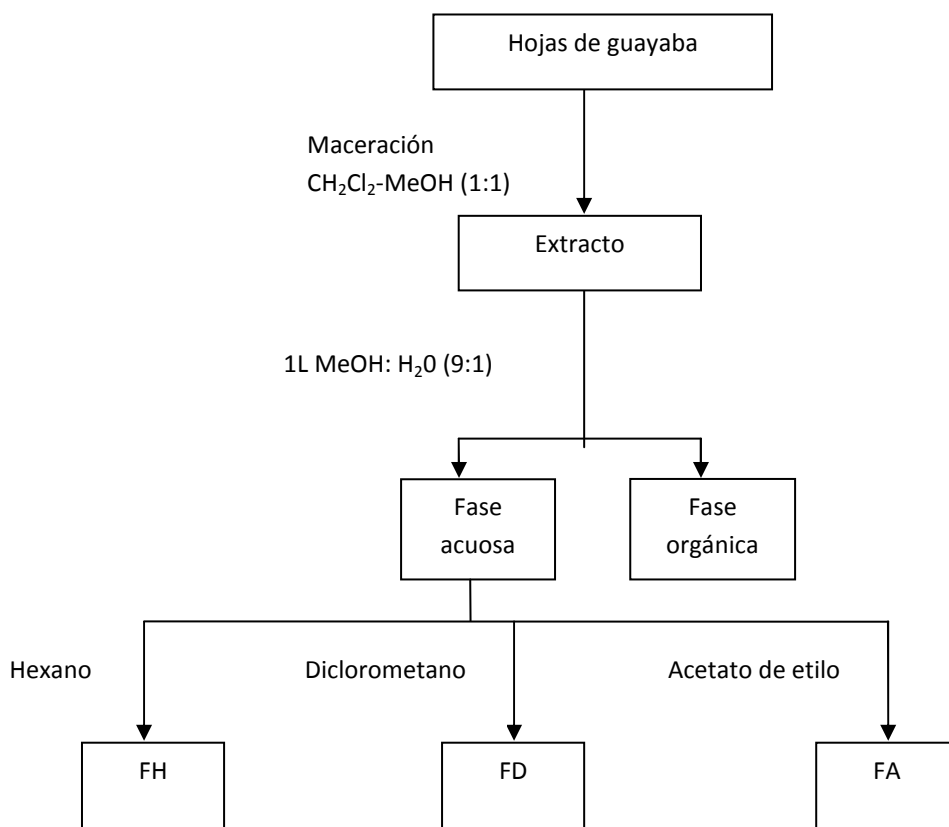 Hojas de guayaba
Maceración
CH₂Cl₂-MeOH (1:1)
Extracto
1L MeOH: H₂0 (9:1)
Fase
acuosa
Fase
orgánica
Hexano
Diclorometano
Acetato de etilo
FH
FD
FA